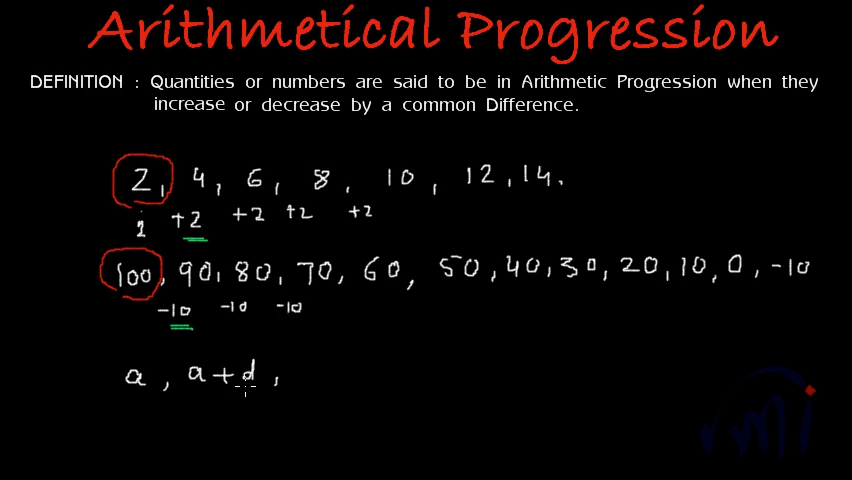 Arithmetical Progression
DEFINITION : Quantities or numbers are said to be in Arithmetic Progression when they
increase or decrease by a common Difference.
2, 4, 6, 8, 10, 12, 14.
+2 +2 +2 +2
100, 90, 80, 70, 60, 50, 40, 30, 20, 10, 0, -10
-10 -10 -10
a, a+d,